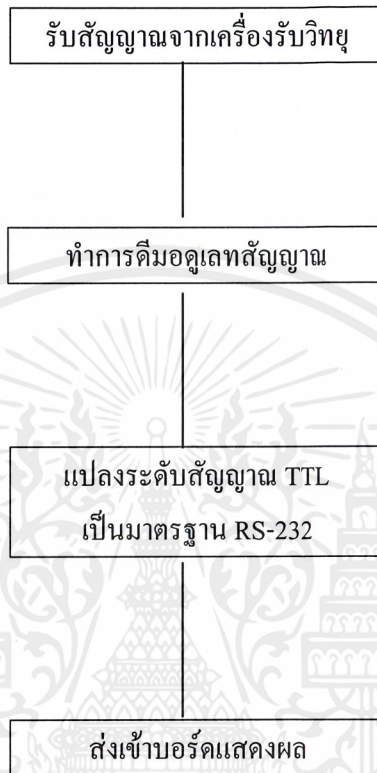 รับสัญญาณจากเครื่องรับวิทยุ
ทำการดีมอดูเลทสัญญาณ
แปลงระดับสัญญาณ TTL
เป็นมาตรฐาน RS-232
ส่งเข้าบอร์ดแสดงผล